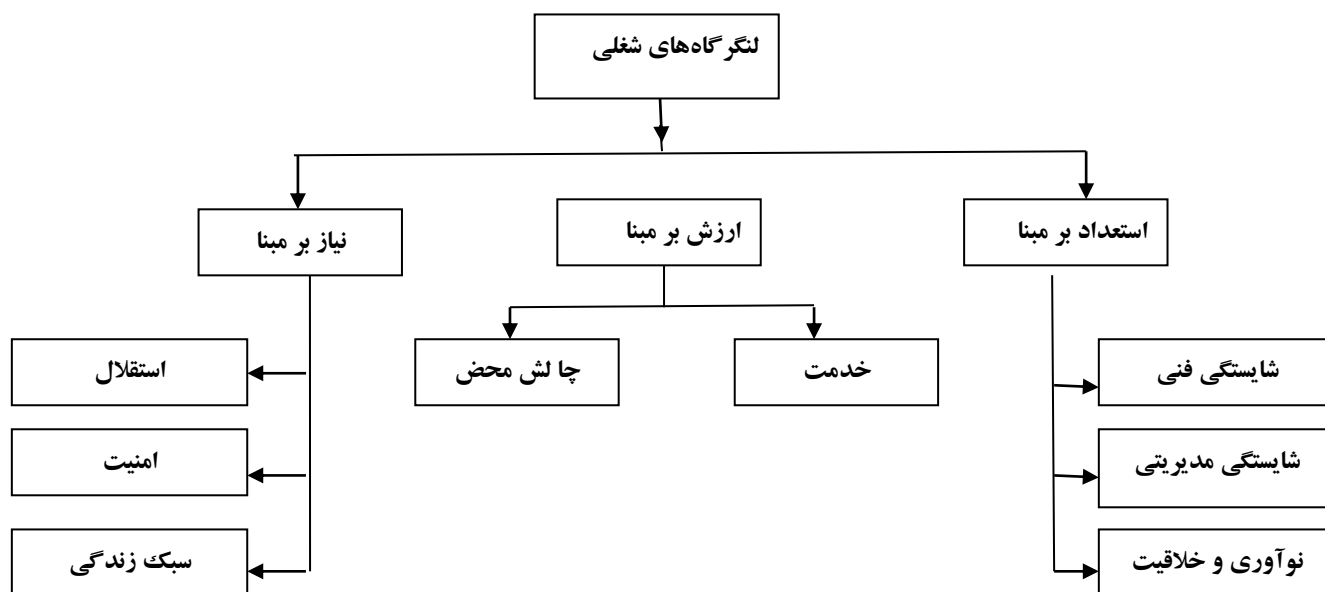 لنگرگاه‌های شغلی
استعداد بر مبنا
ارزش بر مبنا
نیاز بر مبنا
شایستگی فنی
خدمت
چا لش محض
استقلال
شایستگی مدیریتی
امنیت
نوآوری و خلاقیت
سبک زندگی